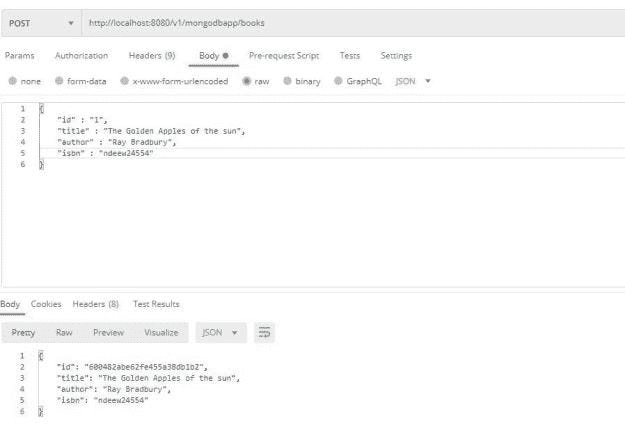 POST http://localhost:8080/v1/mongodbapp/books
Params Authorization Headers (9) Body Pre-request Script Tests Settings
none form-data x-www-form-urlencoded raw binary GraphQL JSON
1 {
2 "id" : "1",
3 "title" : "The Golden Apples of the sun",
4 "author" : "Ray Bradbury",
5 "isbn" : "ndeew24554"
6 }
Body Cookies Headers (8) Test Results
Pretty Raw Preview Visualize JSON
1 {
2 "id": "600482abe62fe455a38db1b2",
3 "title": "The Golden Apples of the sun",
4 "author": "Ray Bradbury",
5 "isbn": "ndeew24554"
6 }